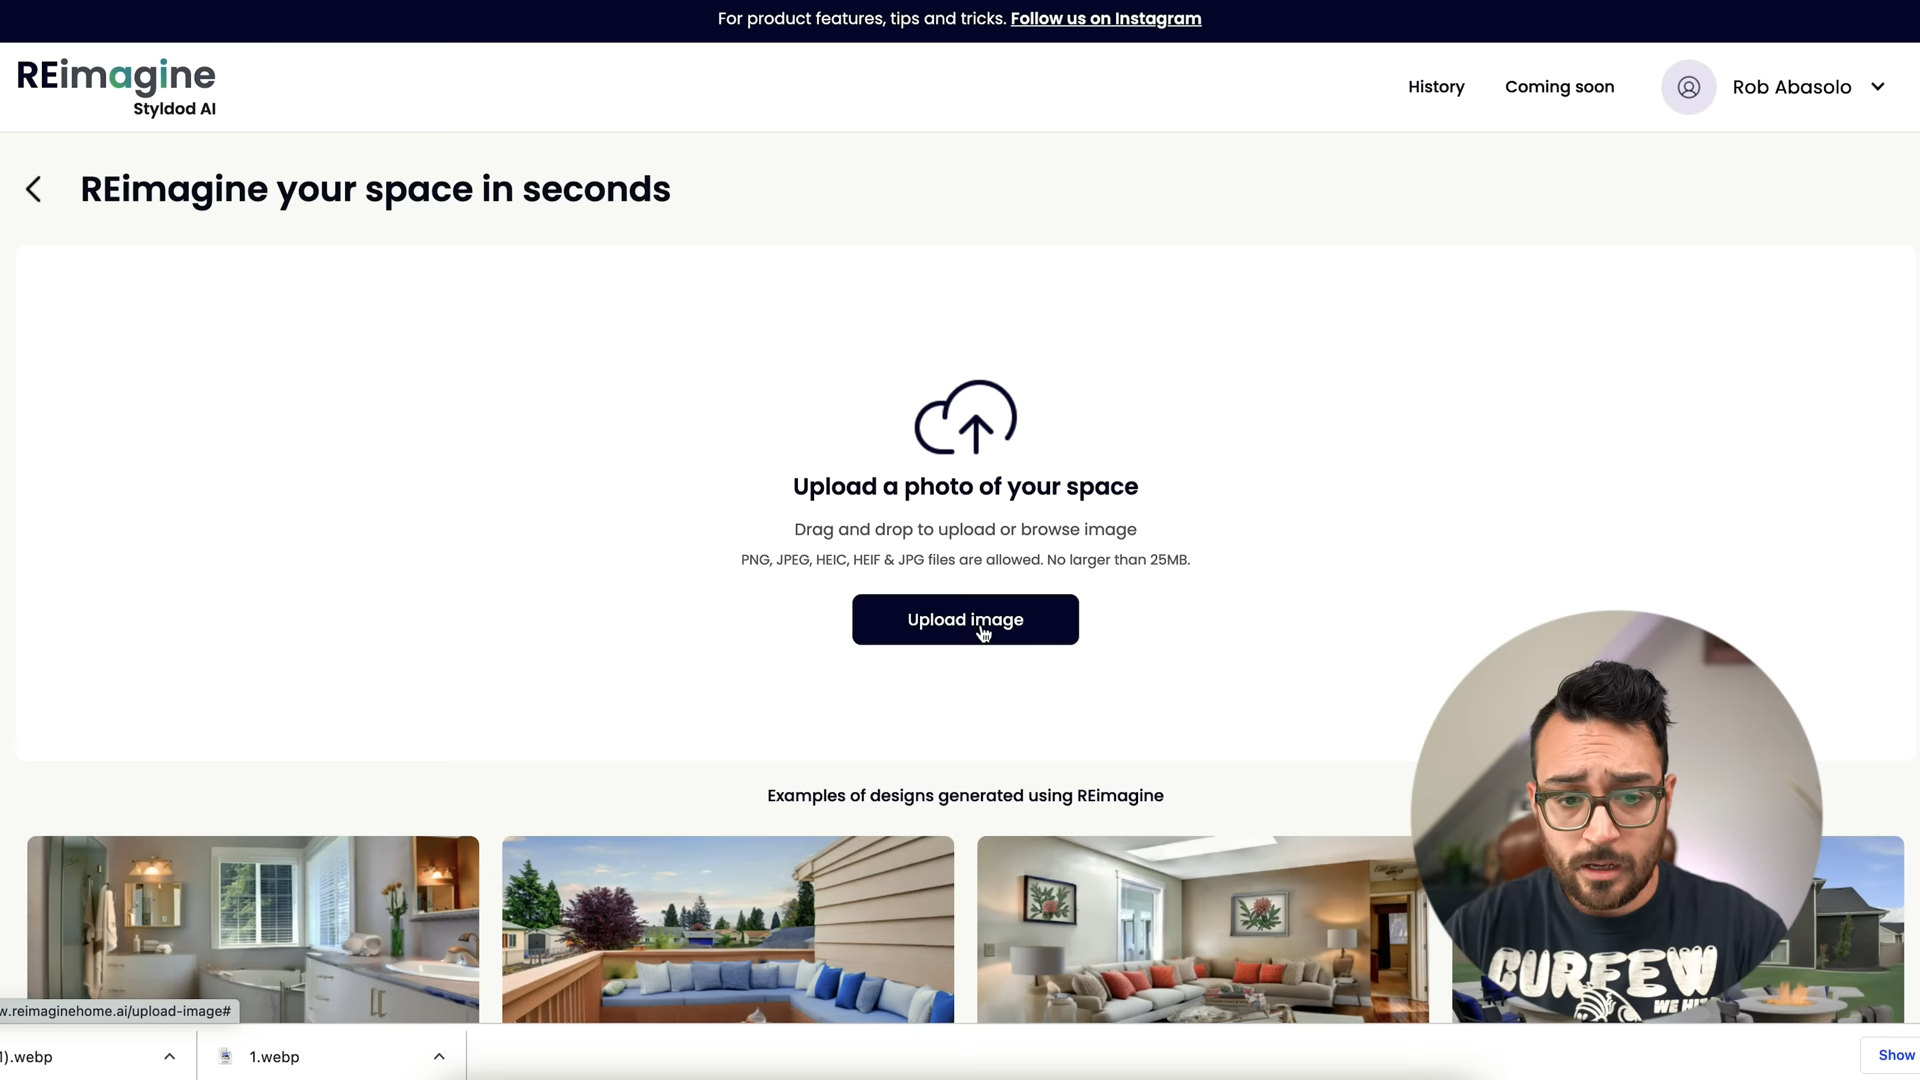 For product features, tips and tricks. Follow us on Instagram
REimagine
Styldod AI
History
Coming soon
Rob Abasolo
REimagine your space in seconds
Upload a photo of your space
Drag and drop to upload or browse image
PNG, JPEG, HEIC, HEIF & JPG files are allowed. No larger than 25MB.
Upload image
Examples of designs generated using REimagine
CURFEW
WE
w.reimaginehome.ai/upload-image#
1).webp
1.webp
Show